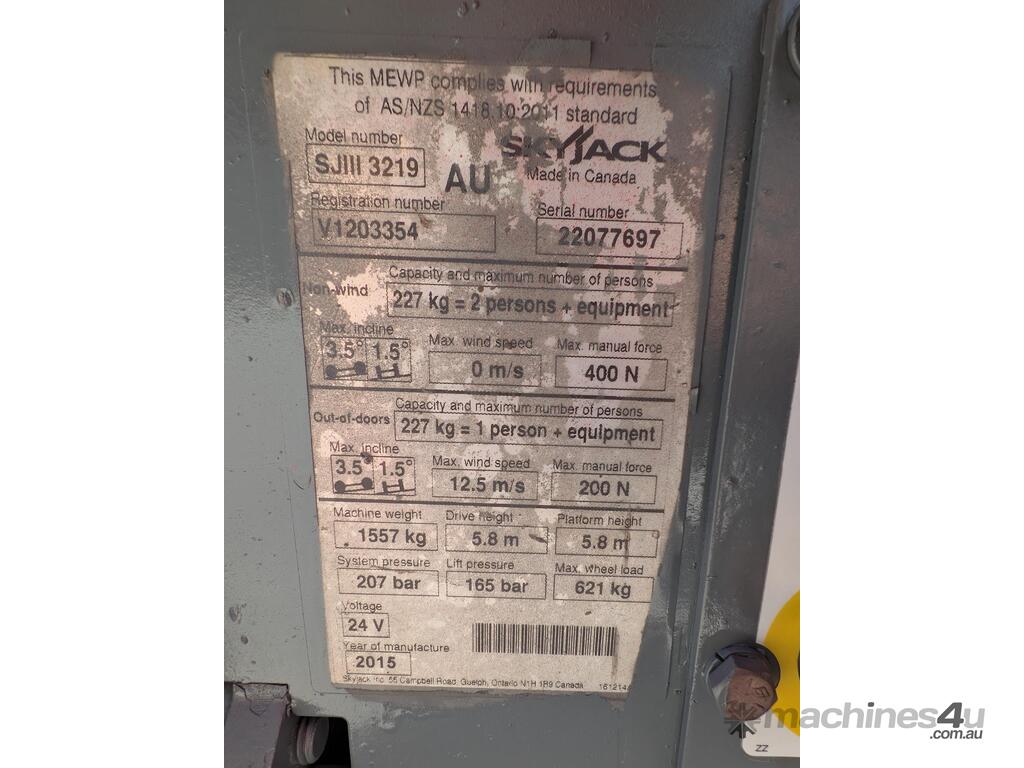 This MEWP complies with requirements
of AS/NZS 1418.10:2011 standard
Model number
SJIII 3219
AU
SKYJACK
Made in Canada
Registration number
V1203354
Serial number
22077697
Non-wind
Capacity and maximum number of persons
227 kg = 2 persons + equipment
Max. incline
3.5° 1.5°
Max. wind speed
0 m/s
Max. manual force
400 N
Out-of-doors
Capacity and maximum number of persons
227 kg = 1 person + equipment
Max. incline
3.5° 1.5°
Max. wind speed
12.5 m/s
Max. manual force
200 N
Machine weight
1557 kg
Drive height
5.8 m
Platform height
5.8 m
System pressure
207 bar
Lift pressure
165 bar
Max. wheel load
621 kg
Voltage
24 V
Year of manufacture
2015
Skyjack Inc. 55 Campbell Road, Guelph, Ontario N1H 1B9 Canada
zz
machines4u
.com.au